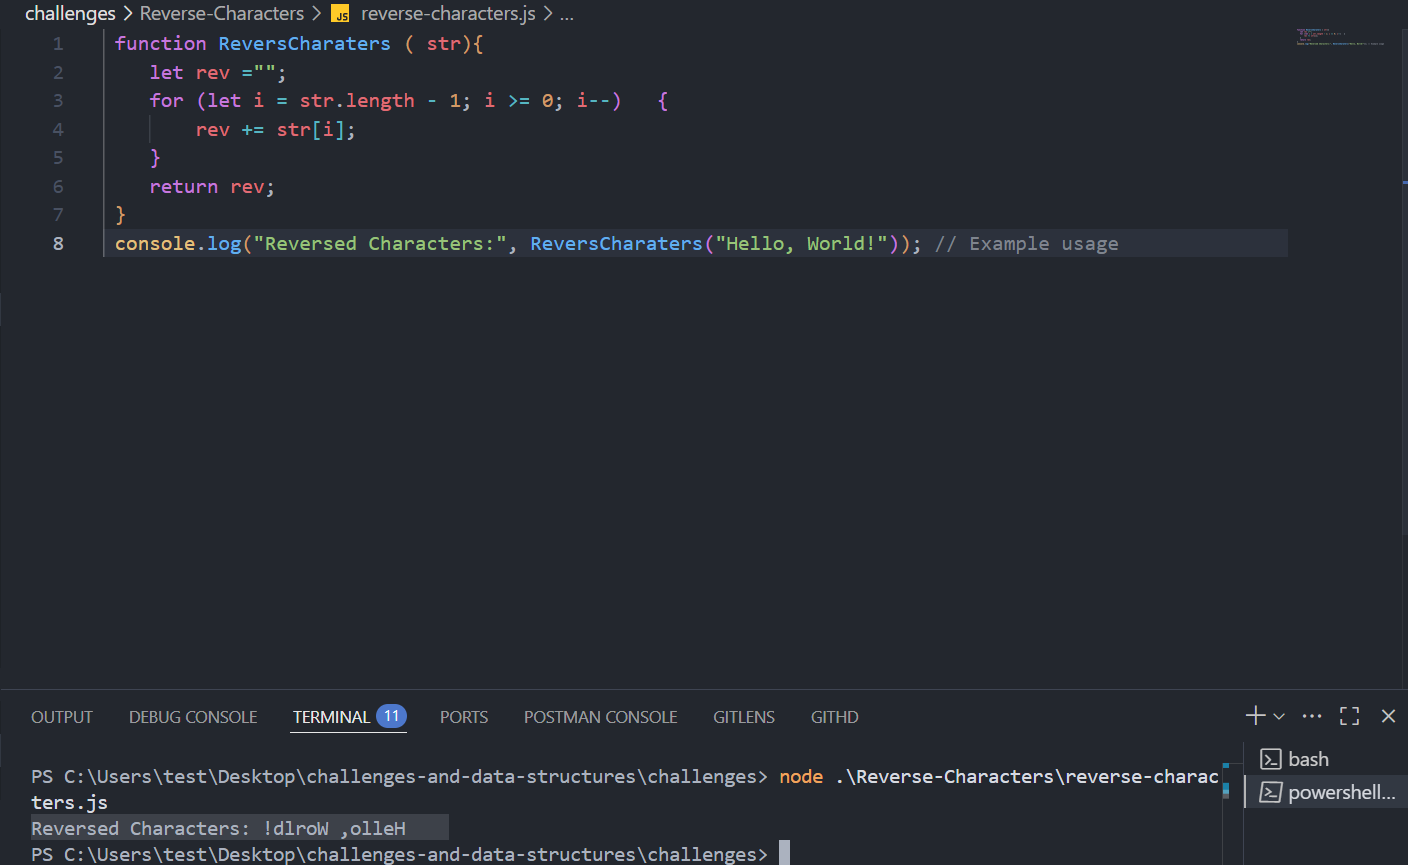 challenges > Reverse-Characters > JS reverse-characters.js > ...
1 function ReversCharaters ( str){
2 let rev ="";
3 for (let i = str.length - 1; i >= 0; i--) {
4 rev += str[i];
5 }
6 return rev;
7 }
8 console.log("Reversed Characters:", ReversCharaters("Hello, World!")); // Example usage
OUTPUT DEBUG CONSOLE TERMINAL 11 PORTS POSTMAN CONSOLE GITLENS GITHD
PS C:\Users\test\Desktop\challenges-and-data-structures\challenges> node .\Reverse-Characters\reverse-charac
ters.js
Reversed Characters: !dlroW ,olleH
PS C:\Users\test\Desktop\challenges-and-data-structures\challenges>
bash
powershell...